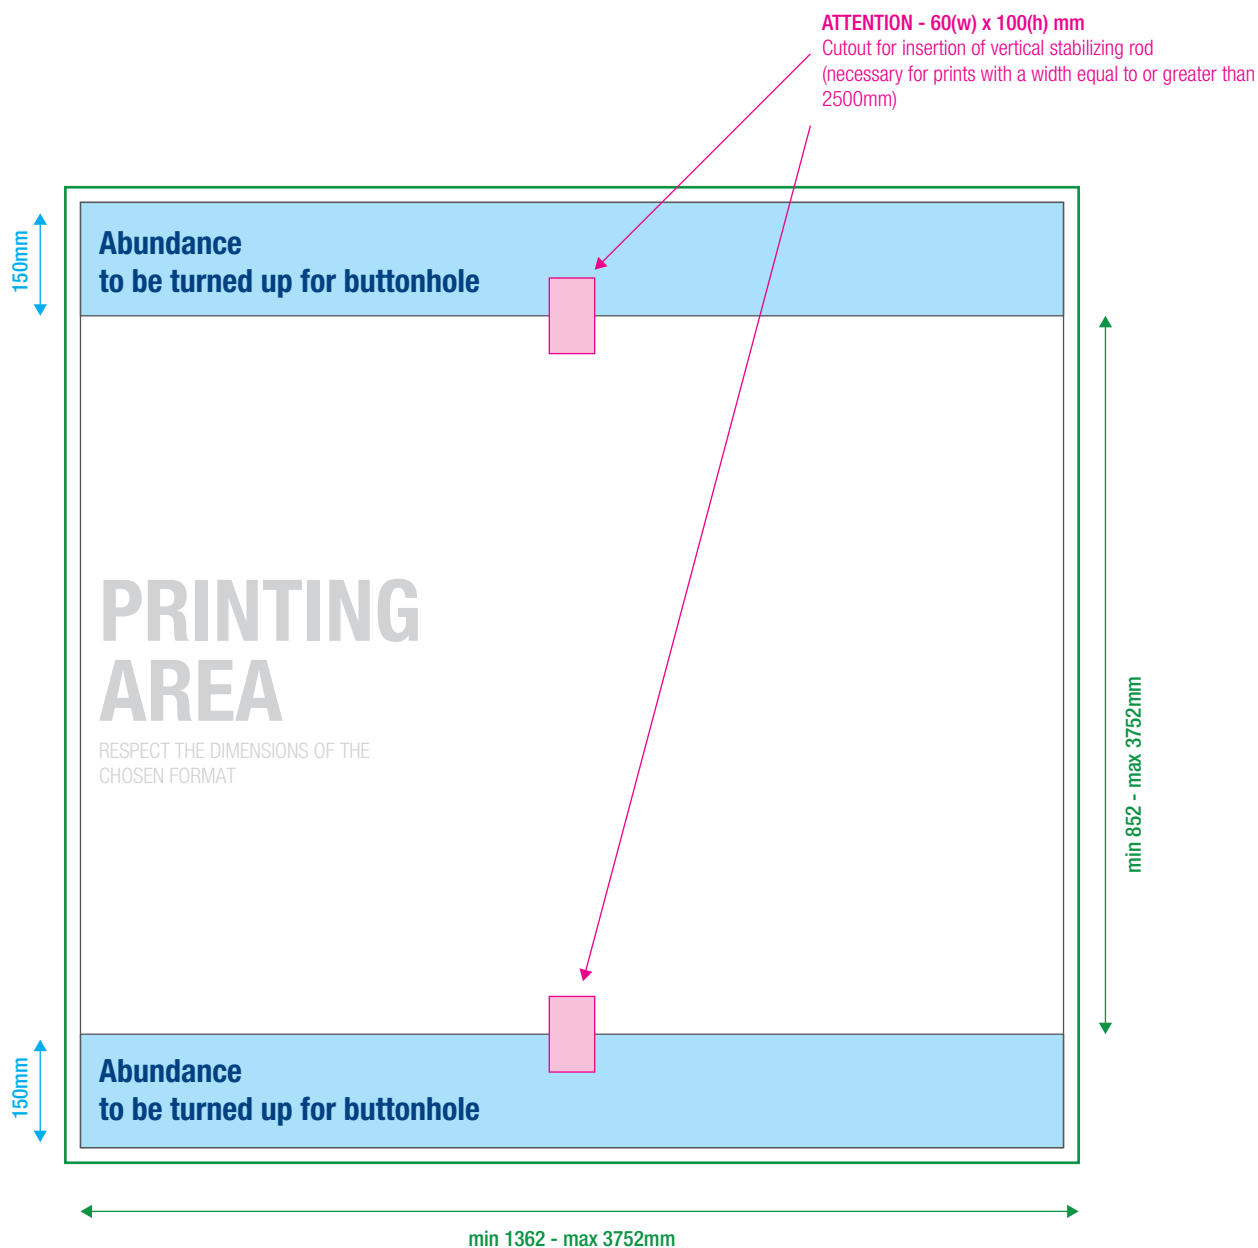 ATTENTION - 60(w) x 100(h) mm
Cutout for insertion of vertical stabilizing rod
(necessary for prints with a width equal to or greater than
2500mm)
150mm
Abundance
to be turned up for buttonhole
PRINTING
AREA
RESPECT THE DIMENSIONS OF THE
CHOSEN FORMAT
min 852 - max 3752mm
150mm
Abundance
to be turned up for buttonhole
min 1362 - max 3752mm